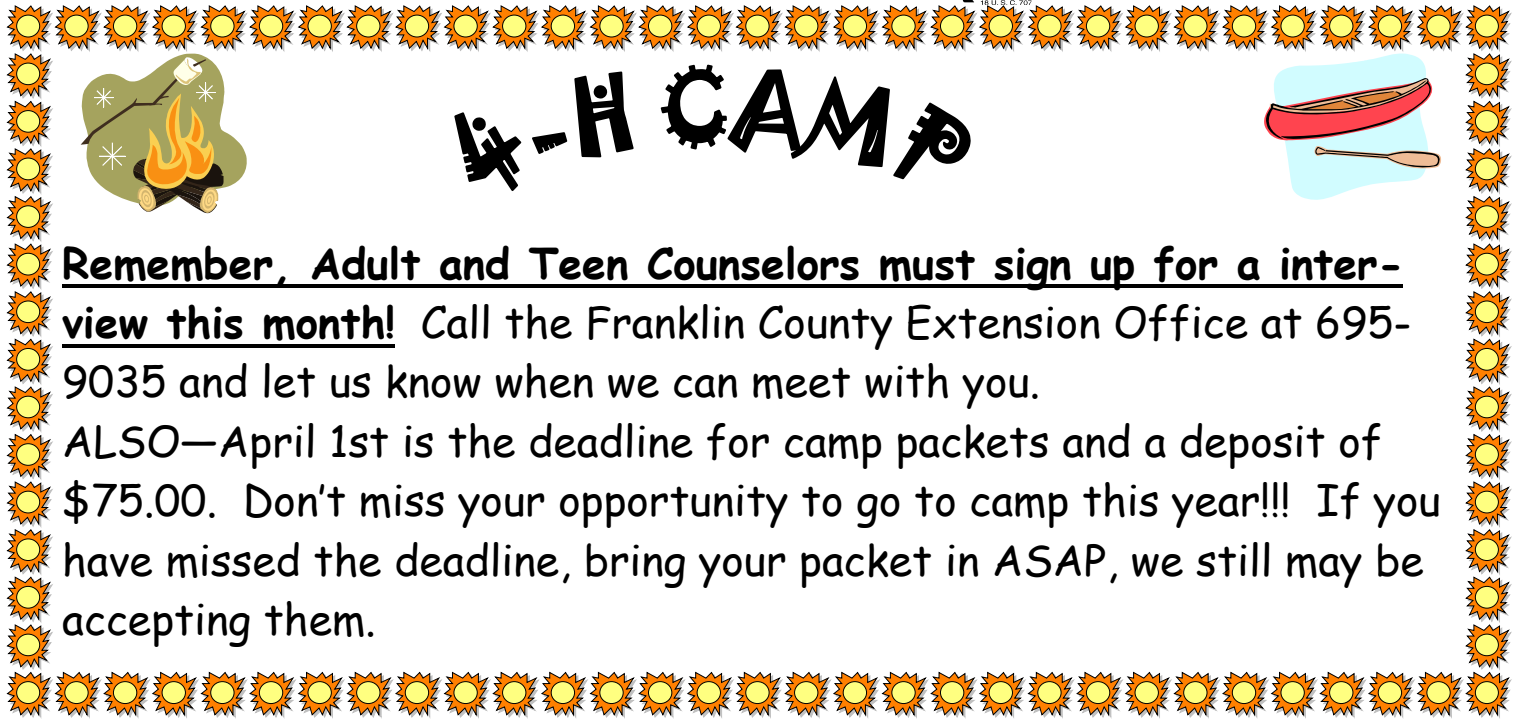 18 U. S. C. 707
4-H CAMP
Remember, Adult and Teen Counselors must sign up for a inter-
view this month! Call the Franklin County Extension Office at 695-
9035 and let us know when we can meet with you.
ALSO—April 1st is the deadline for camp packets and a deposit of
$75.00. Don’t miss your opportunity to go to camp this year!!! If you
have missed the deadline, bring your packet in ASAP, we still may be
accepting them.